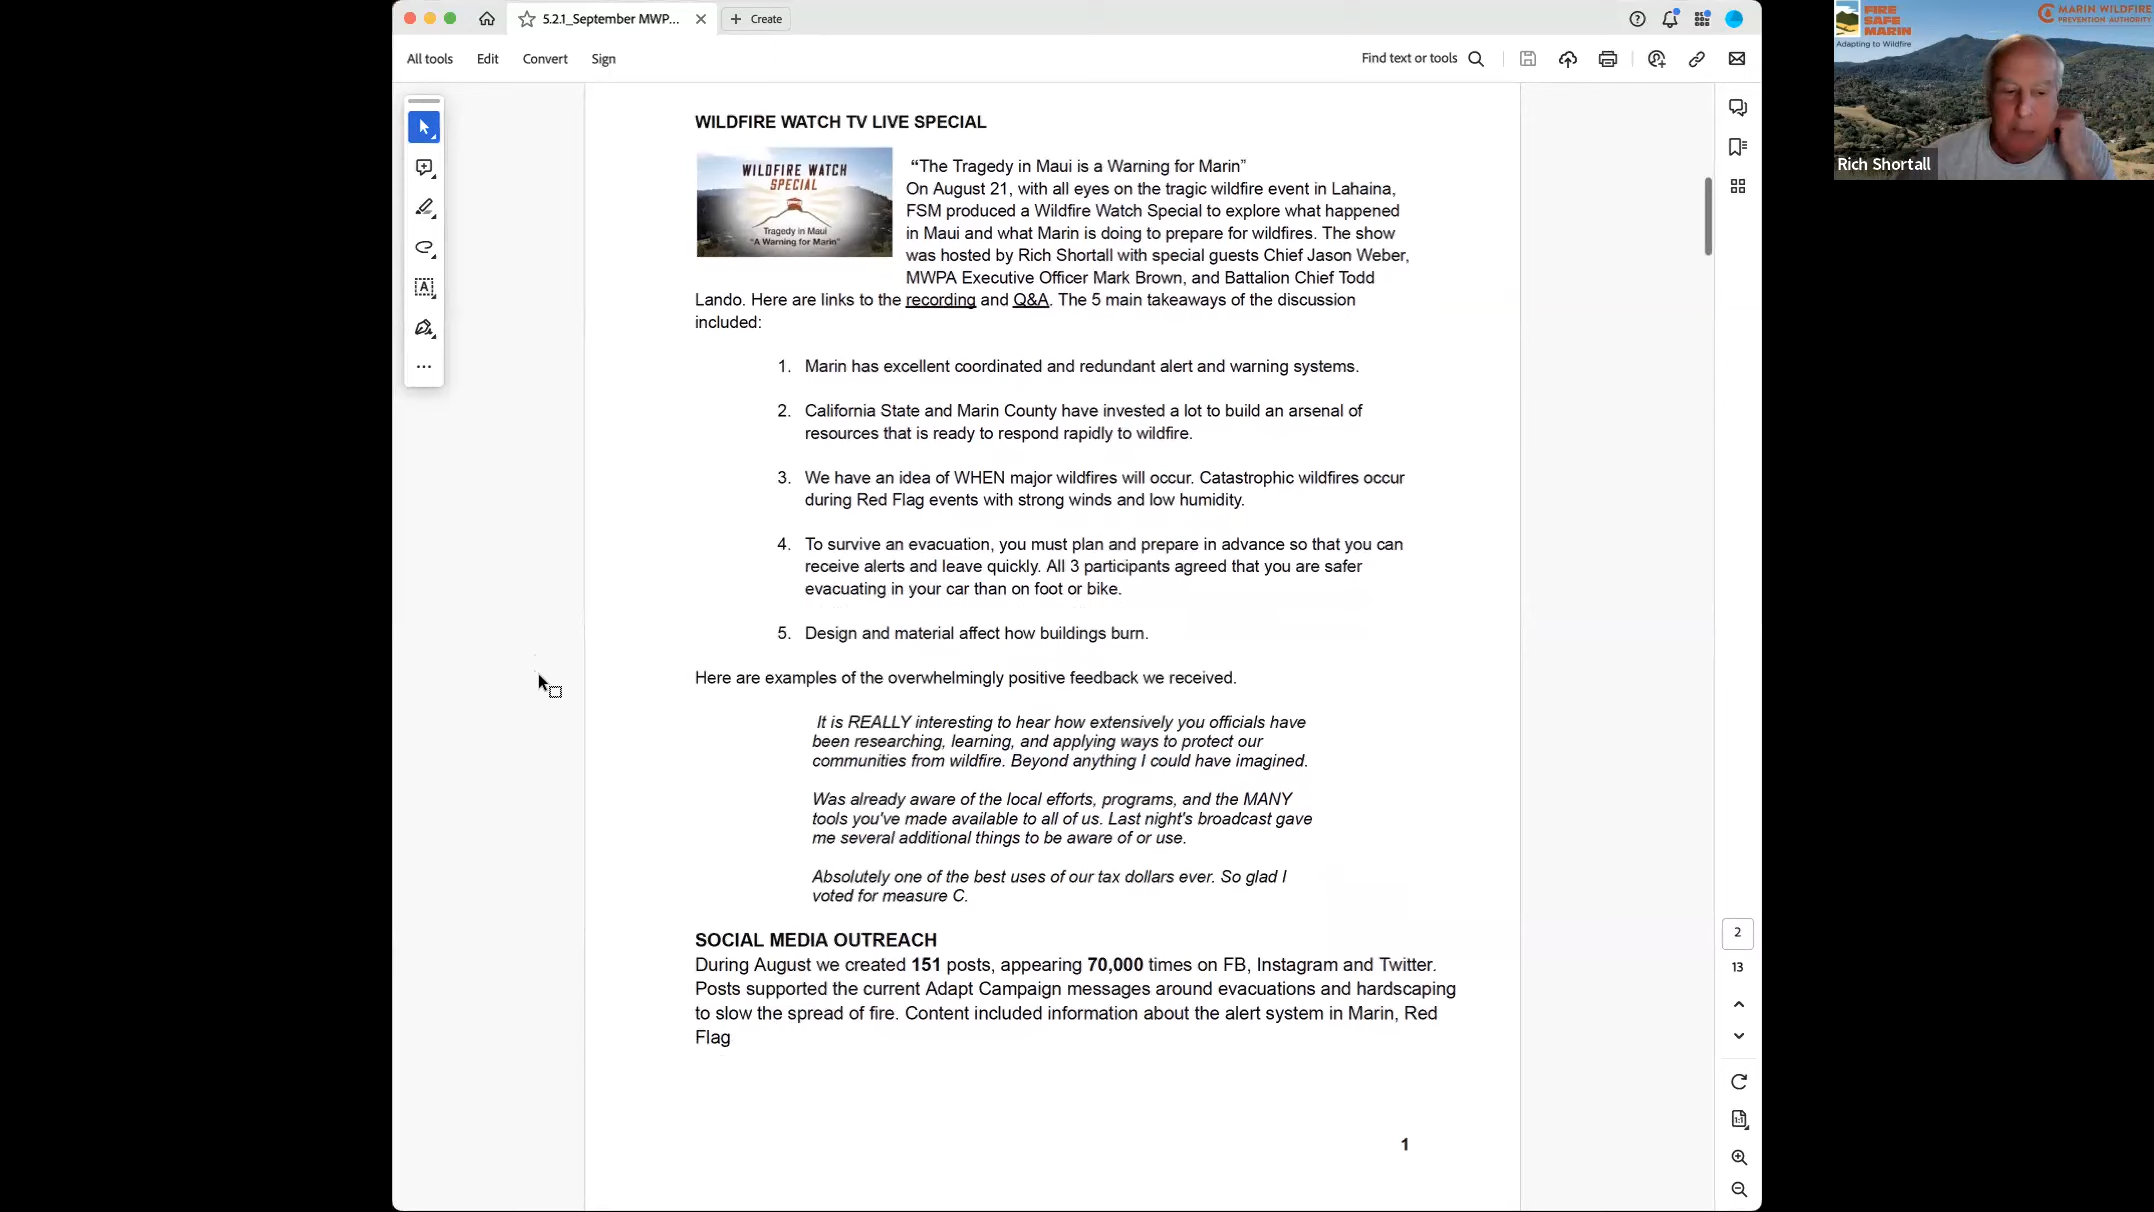 5.2.1_September MWP...
Create
All tools
Edit
Convert
Sign
Find text or tools
WILDFIRE WATCH TV LIVE SPECIAL
WILDFIRE WATCH
SPECIAL
Tragedy in Maui
"A Warning for Marin"
“The Tragedy in Maui is a Warning for Marin”
On August 21, with all eyes on the tragic wildfire event in Lahaina,
FSM produced a Wildfire Watch Special to explore what happened
in Maui and what Marin is doing to prepare for wildfires. The show
was hosted by Rich Shortall with special guests Chief Jason Weber,
MWPA Executive Officer Mark Brown, and Battalion Chief Todd
Lando. Here are links to the recording and Q&A. The 5 main takeaways of the discussion
included:
1. Marin has excellent coordinated and redundant alert and warning systems.
2. California State and Marin County have invested a lot to build an arsenal of
resources that is ready to respond rapidly to wildfire.
3. We have an idea of WHEN major wildfires will occur. Catastrophic wildfires occur
during Red Flag events with strong winds and low humidity.
4. To survive an evacuation, you must plan and prepare in advance so that you can
receive alerts and leave quickly. All 3 participants agreed that you are safer
evacuating in your car than on foot or bike.
5. Design and material affect how buildings burn.
Here are examples of the overwhelmingly positive feedback we received.
It is REALLY interesting to hear how extensively you officials have
been researching, learning, and applying ways to protect our
communities from wildfire. Beyond anything I could have imagined.
Was already aware of the local efforts, programs, and the MANY
tools you've made available to all of us. Last night's broadcast gave
me several additional things to be aware of or use.
Absolutely one of the best uses of our tax dollars ever. So glad I
voted for measure C.
SOCIAL MEDIA OUTREACH
During August we created 151 posts, appearing 70,000 times on FB, Instagram and Twitter.
Posts supported the current Adapt Campaign messages around evacuations and hardscaping
to slow the spread of fire. Content included information about the alert system in Marin, Red
Flag
1
2
13
FIRE
SAFE
MARIN
Adapting to Wildfire
MARIN WILDFIRE
PREVENTION AUTHORITY
Rich Shortall